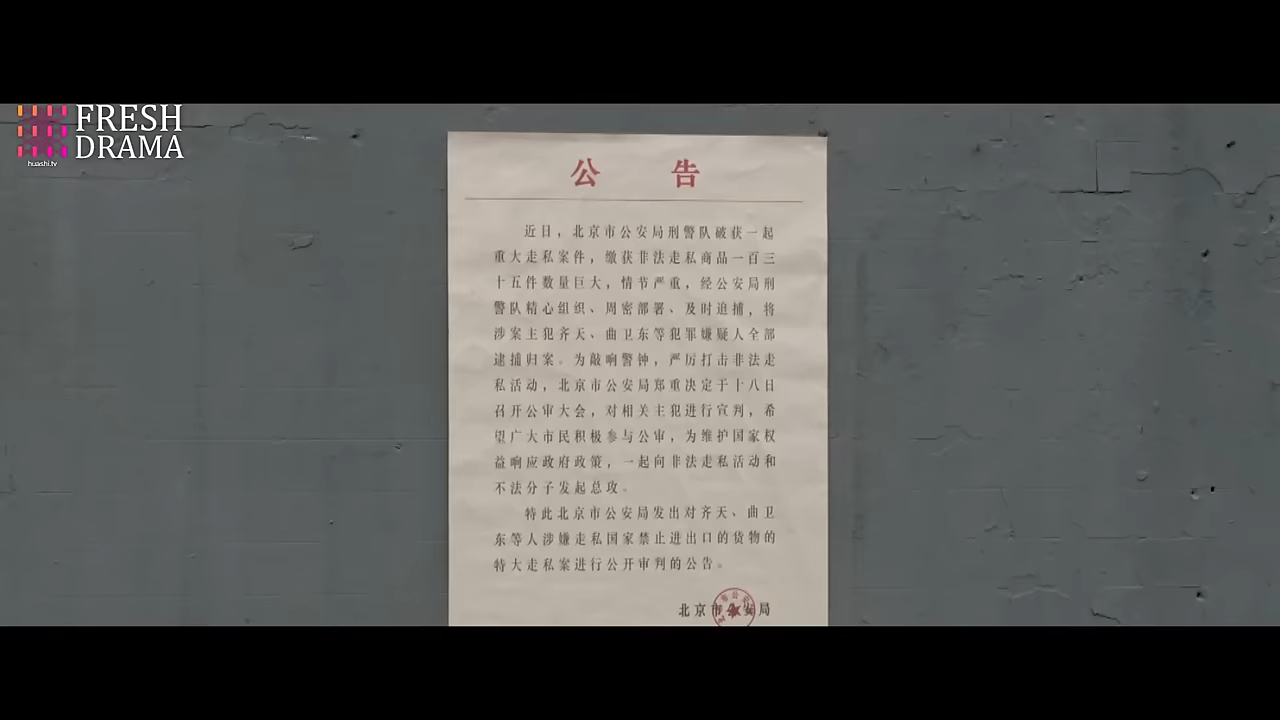 FRESH
DRAMA
huashi.tv
公 告
近日，北京市公安局刑警队破获一起
重大走私案件，缴获非法走私商品一百三
十五件数量巨大，情节严重，经公安局刑
警队精心组织、周密部署、及时追捕，将
涉案主犯齐天、曲卫东等犯罪嫌疑人全部
逮捕归案。为敲响警钟，严厉打击非法走
私活动，北京市公安局郑重决定于十八日
召开公审大会，对相关主犯进行宣判，希
望广大市民积极参与公审，为维护国家权
益响应政府政策，一起向非法走私活动和
不法分子发起总攻。
特此北京市公安局发出对齐天、曲卫
东等人涉嫌走私国家禁止进出口的货物的
特大走私案进行公开审判的公告。
北京市公安局